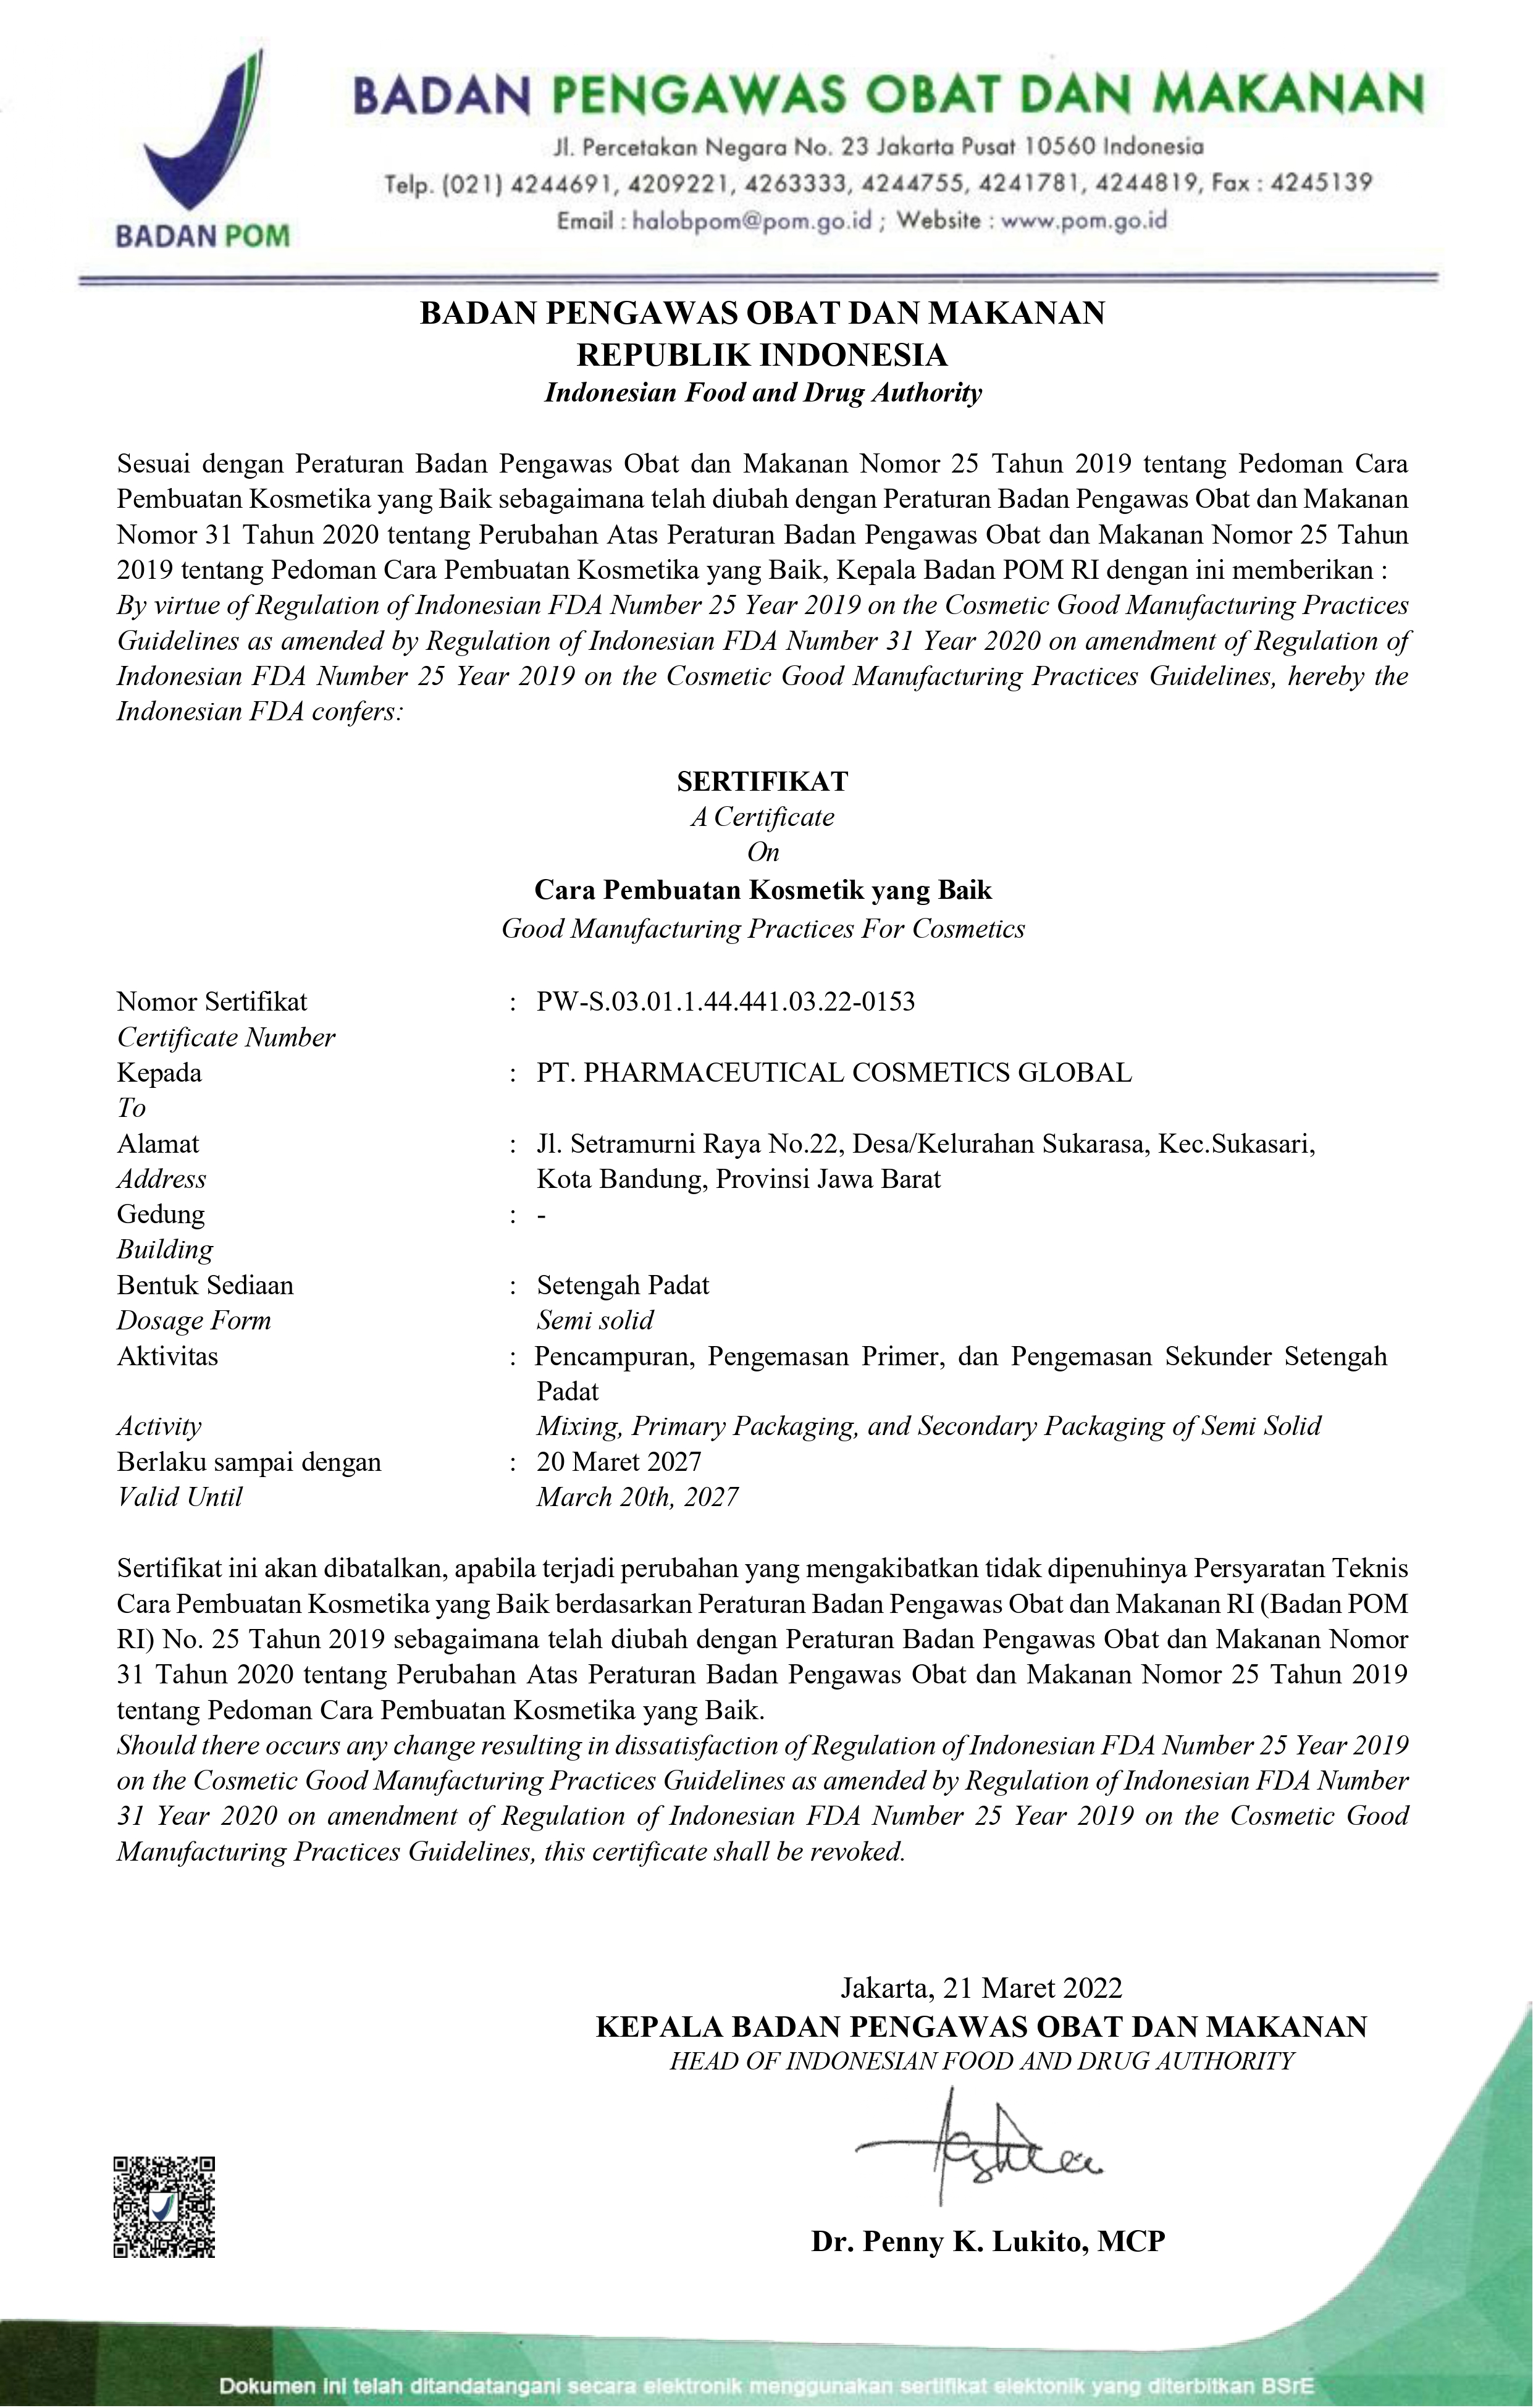 BADAN POM
BADAN PENGAWAS OBAT DAN MAKANAN
Jl. Percetakan Negara No. 23 Jakarta Pusat 10560 Indonesia
Telp. (021) 4244691, 4209221, 4263333, 4244755, 4241781, 4244819, Fax : 4245139
Email : halobpom@pom.go.id ; Website : www.pom.go.id
BADAN PENGAWAS OBAT DAN MAKANAN
REPUBLIK INDONESIA
Indonesian Food and Drug Authority
Sesuai dengan Peraturan Badan Pengawas Obat dan Makanan Nomor 25 Tahun 2019 tentang Pedoman Cara
Pembuatan Kosmetika yang Baik sebagaimana telah diubah dengan Peraturan Badan Pengawas Obat dan Makanan
Nomor 31 Tahun 2020 tentang Perubahan Atas Peraturan Badan Pengawas Obat dan Makanan Nomor 25 Tahun
2019 tentang Pedoman Cara Pembuatan Kosmetika yang Baik, Kepala Badan POM RI dengan ini memberikan :
By virtue of Regulation of Indonesian FDA Number 25 Year 2019 on the Cosmetic Good Manufacturing Practices
Guidelines as amended by Regulation of Indonesian FDA Number 31 Year 2020 on amendment of Regulation of
Indonesian FDA Number 25 Year 2019 on the Cosmetic Good Manufacturing Practices Guidelines, hereby the
Indonesian FDA confers:
SERTIFIKAT
A Certificate
On
Cara Pembuatan Kosmetik yang Baik
Good Manufacturing Practices For Cosmetics
Nomor Sertifikat : PW-S.03.01.1.44.441.03.22-0153
Certificate Number
Kepada : PT. PHARMACEUTICAL COSMETICS GLOBAL
To
Alamat : Jl. Setramurni Raya No.22, Desa/Kelurahan Sukarasa, Kec.Sukasari,
Address Kota Bandung, Provinsi Jawa Barat
Gedung : -
Building
Bentuk Sediaan : Setengah Padat
Dosage Form Semi solid
Aktivitas : Pencampuran, Pengemasan Primer, dan Pengemasan Sekunder Setengah
Padat
Activity Mixing, Primary Packaging, and Secondary Packaging of Semi Solid
Berlaku sampai dengan : 20 Maret 2027
Valid Until March 20th, 2027
Sertifikat ini akan dibatalkan, apabila terjadi perubahan yang mengakibatkan tidak dipenuhinya Persyaratan Teknis
Cara Pembuatan Kosmetika yang Baik berdasarkan Peraturan Badan Pengawas Obat dan Makanan RI (Badan POM
RI) No. 25 Tahun 2019 sebagaimana telah diubah dengan Peraturan Badan Pengawas Obat dan Makanan Nomor
31 Tahun 2020 tentang Perubahan Atas Peraturan Badan Pengawas Obat dan Makanan Nomor 25 Tahun 2019
tentang Pedoman Cara Pembuatan Kosmetika yang Baik.
Should there occurs any change resulting in dissatisfaction of Regulation of Indonesian FDA Number 25 Year 2019
on the Cosmetic Good Manufacturing Practices Guidelines as amended by Regulation of Indonesian FDA Number
31 Year 2020 on amendment of Regulation of Indonesian FDA Number 25 Year 2019 on the Cosmetic Good
Manufacturing Practices Guidelines, this certificate shall be revoked.
Jakarta, 21 Maret 2022
KEPALA BADAN PENGAWAS OBAT DAN MAKANAN
HEAD OF INDONESIAN FOOD AND DRUG AUTHORITY
Dr. Penny K. Lukito, MCP
Dokumen ini telah ditandatangani secara elektronik menggunakan sertifikat elektonik yang diterbitkan BSrE